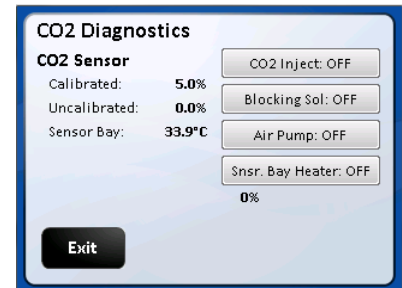 CO2 Diagnostics
CO2 Sensor
Calibrated: 5.0%
Uncalibrated: 0.0%
Sensor Bay: 33.9°C
CO2 Inject: OFF
Blocking Sol: OFF
Air Pump: OFF
Snsr. Bay Heater: OFF
0%
Exit